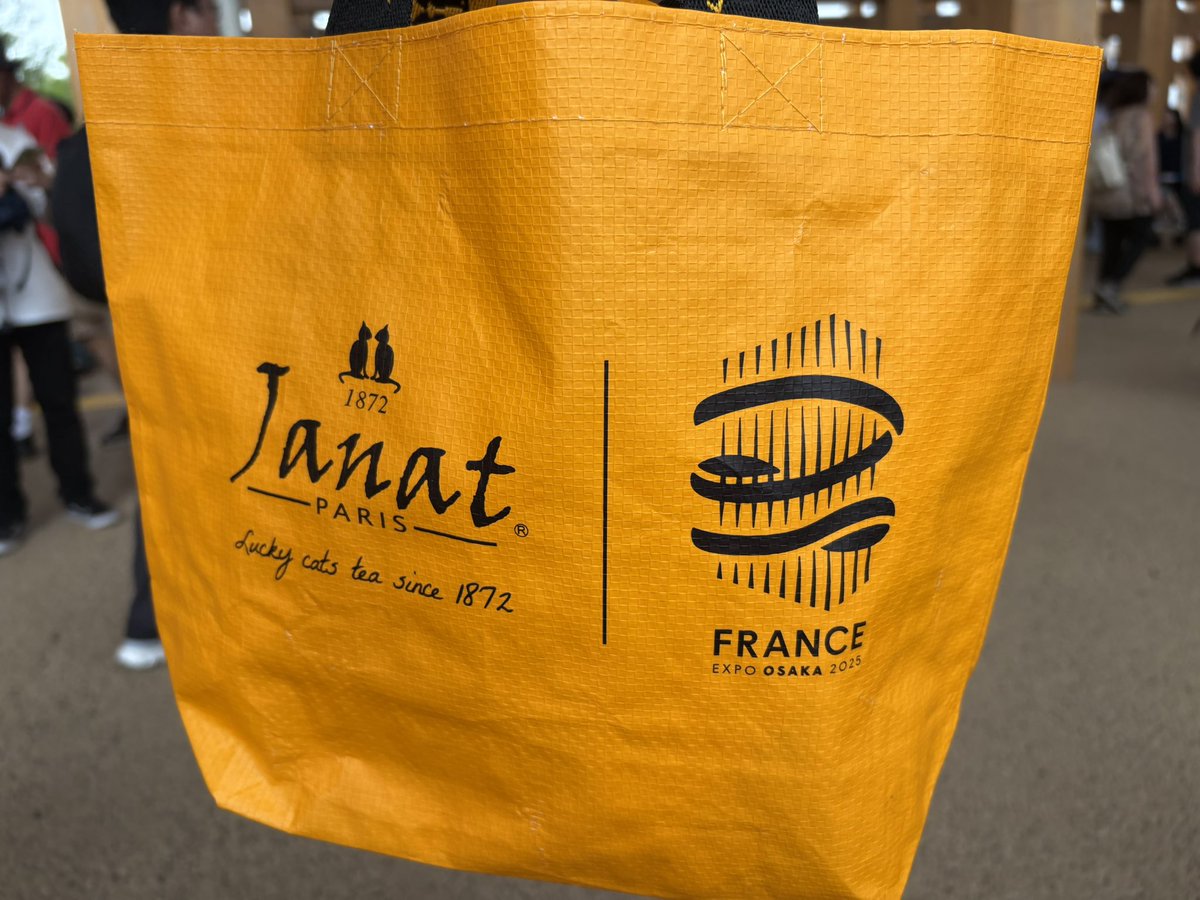 1872
Janat
PARIS
®
Lucky cats tea since 1872
FRANCE
EXPO OSAKA 2025